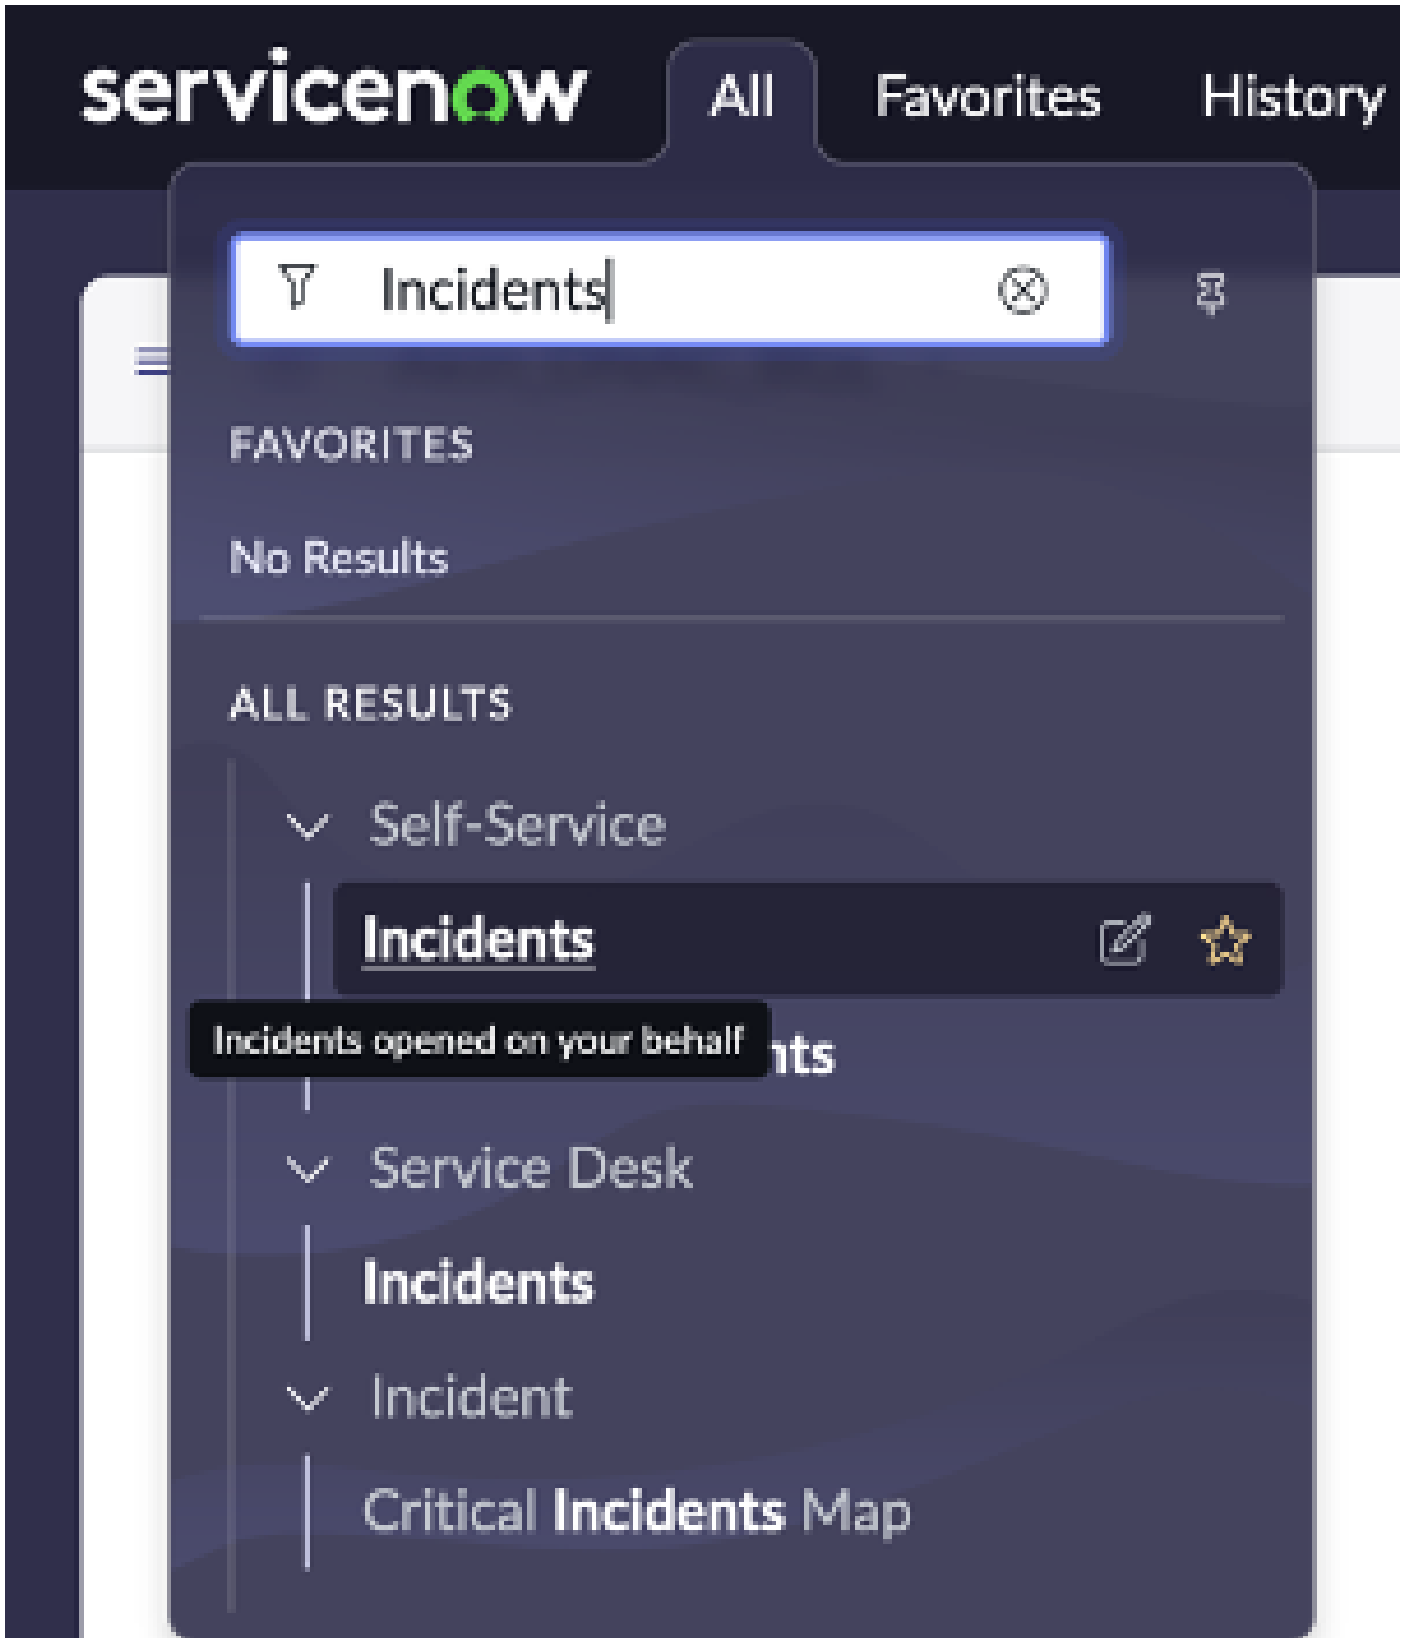 servicenow All Favorites History
Incidents
FAVORITES
No Results
ALL RESULTS
Self-Service
Incidents
Incidents opened on your behalf
Service Desk
Incidents
Incident
Critical Incidents Map